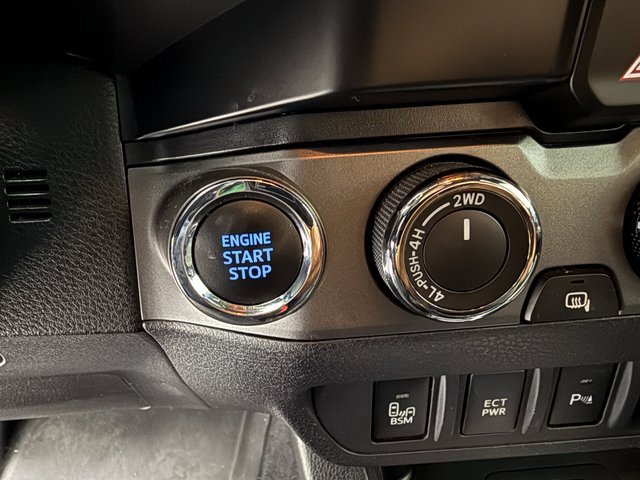 ENGINE
START
STOP
2WD
4L-PUSH-4H
BSM
ECT
PWR
P